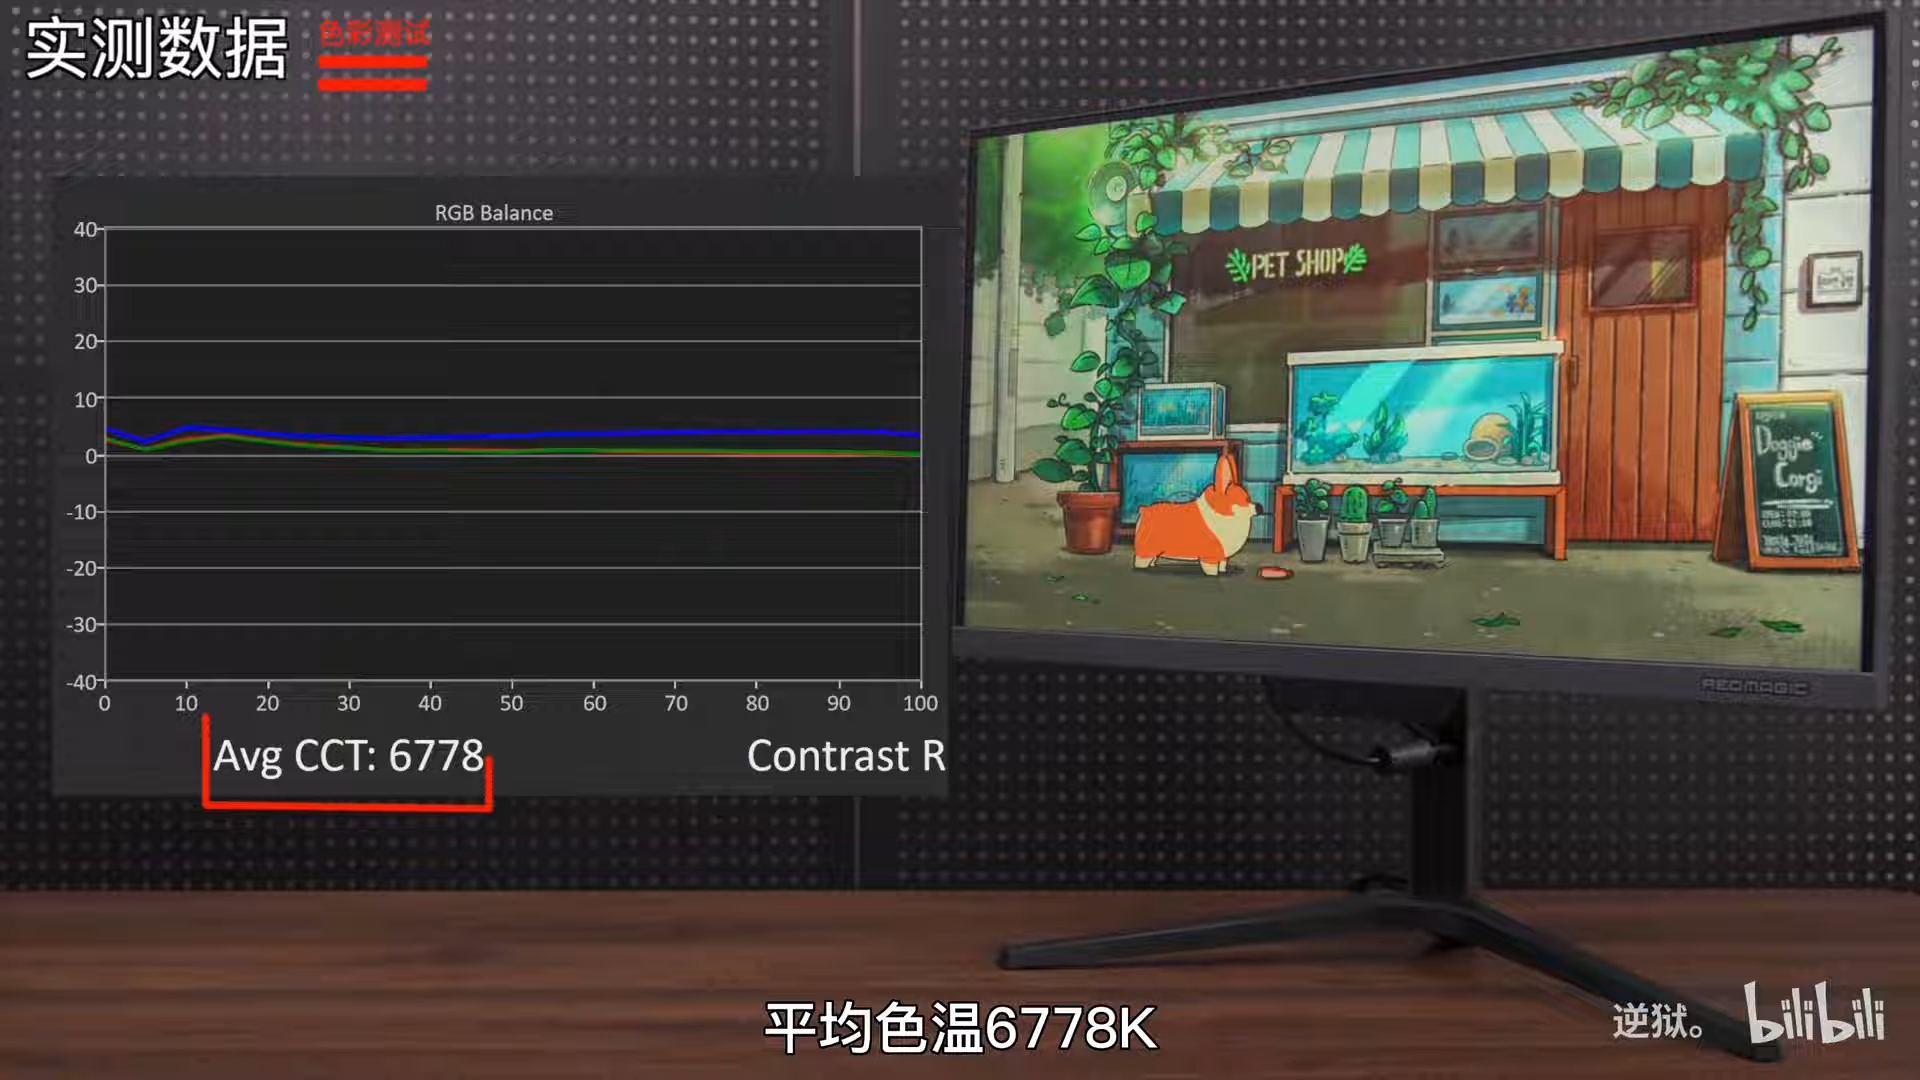 实测数据
色彩测试
RGB Balance
40
30
20
10
0
-10
-20
-30
-40
0 10 20 30 40 50 60 70 80 90 100
Avg CCT: 6778
Contrast R
PET SHOP
Doggie
Corgi
REDMAGIC
平均色温6778K
逆狱。
bilibili